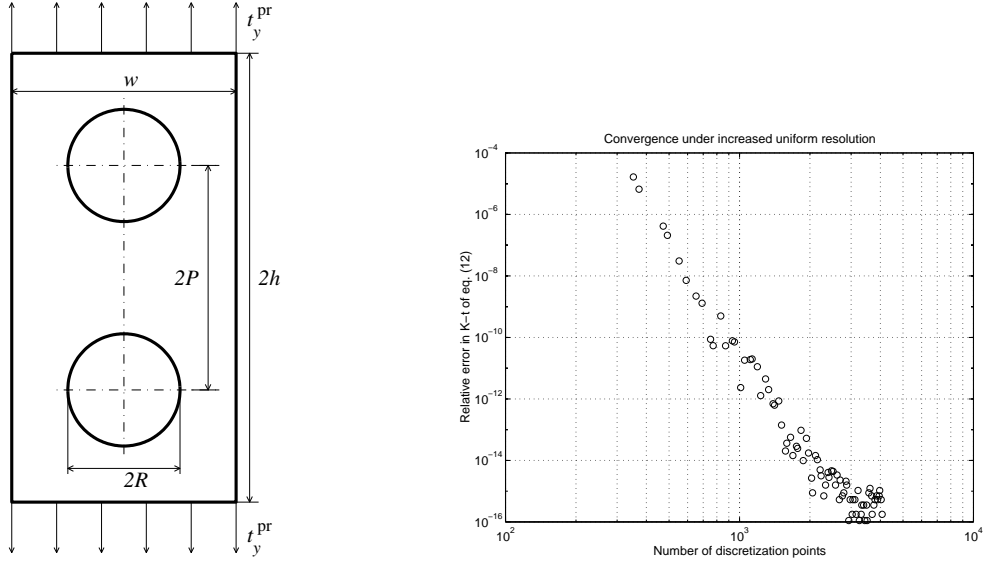 t_y^pr
w
2P
2h
2R
t_y^pr
Convergence under increased uniform resolution
Relative error in K−t of eq. (12)
10^−4
10^−6
10^−8
10^−10
10^−12
10^−14
10^−16
10^2
10^3
10^4
Number of discretization points